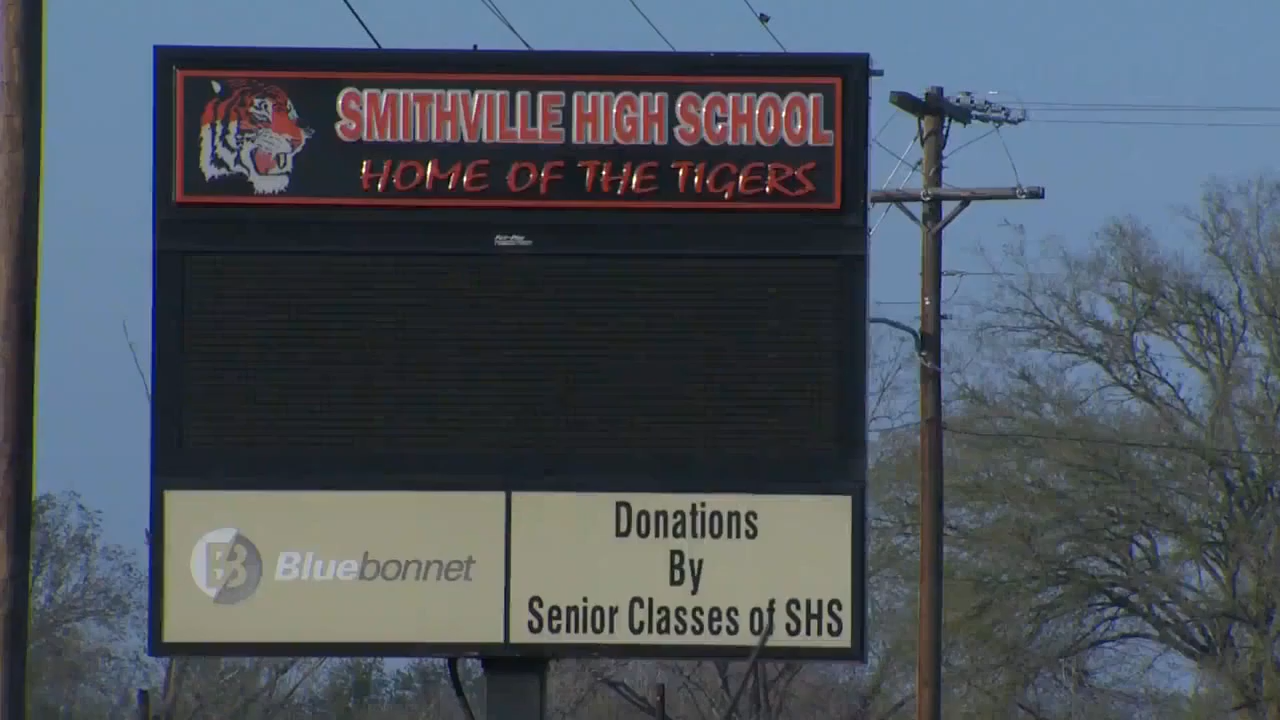 SMITHVILLE HIGH SCHOOL
HOME OF THE TIGERS
Bluebonnet
Donations
By
Senior Classes of SHS